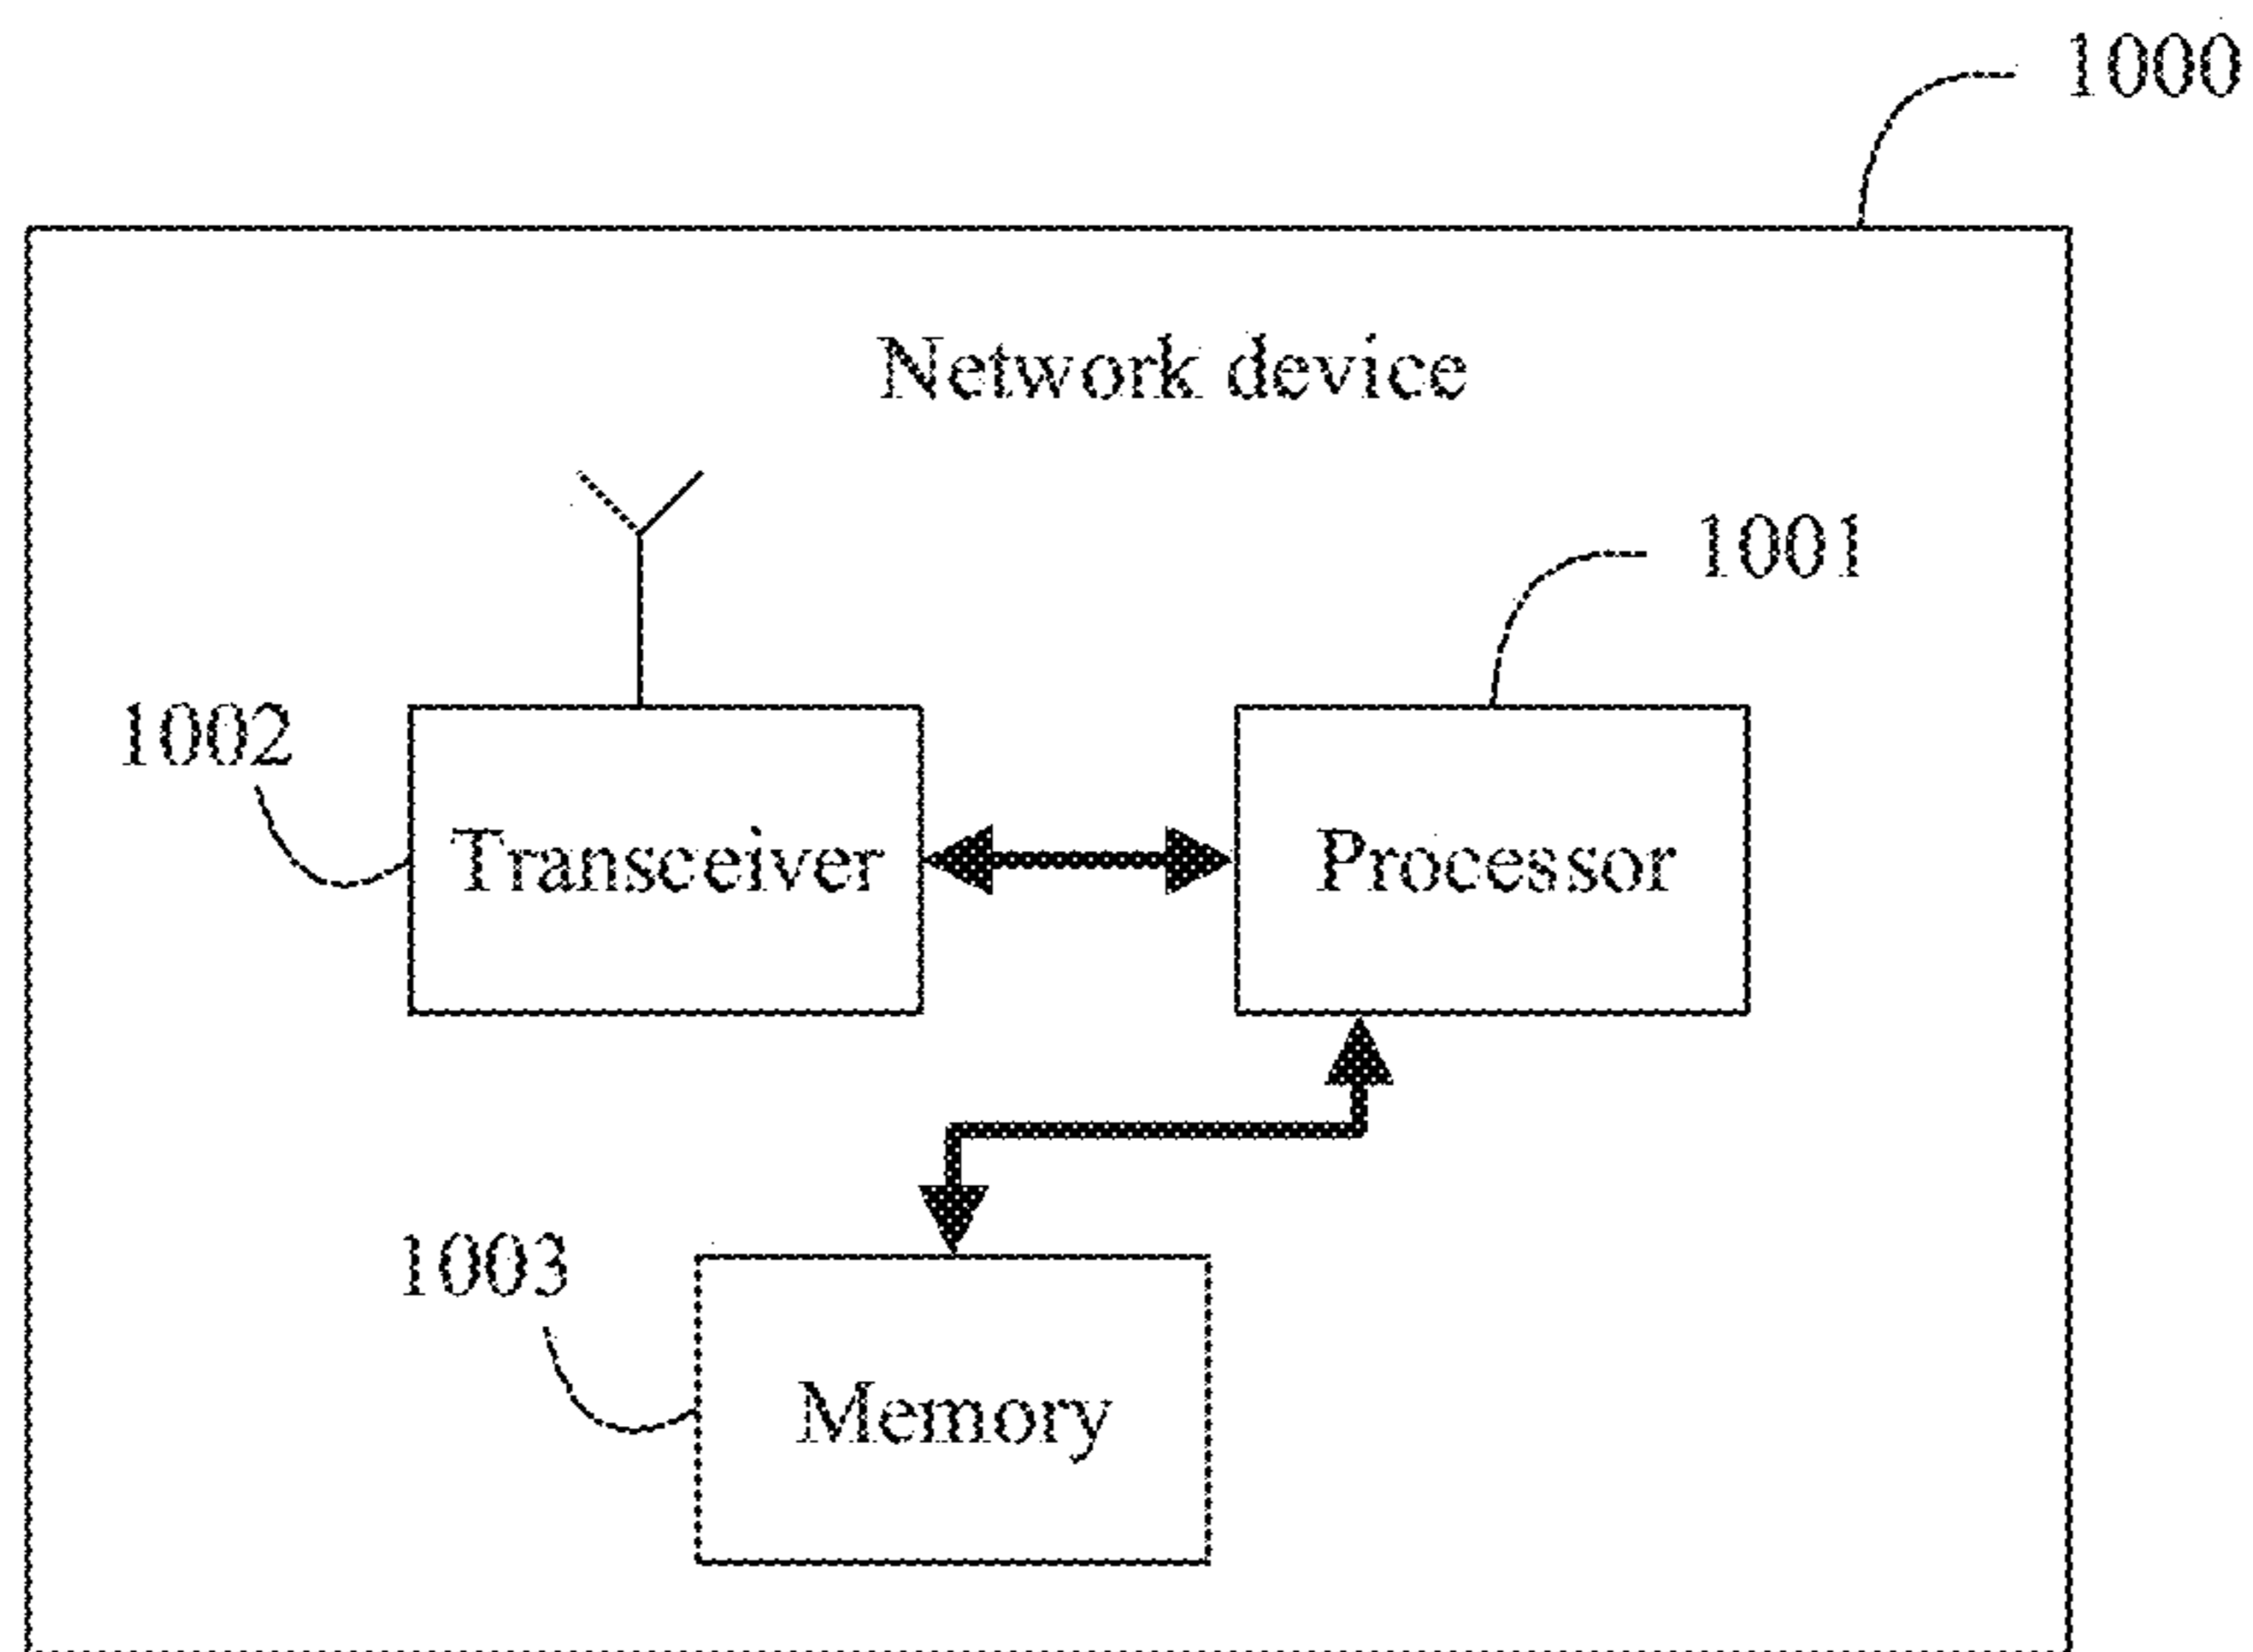 1000
Network device
1001
1002
Transceiver
Processor
1003
Memory